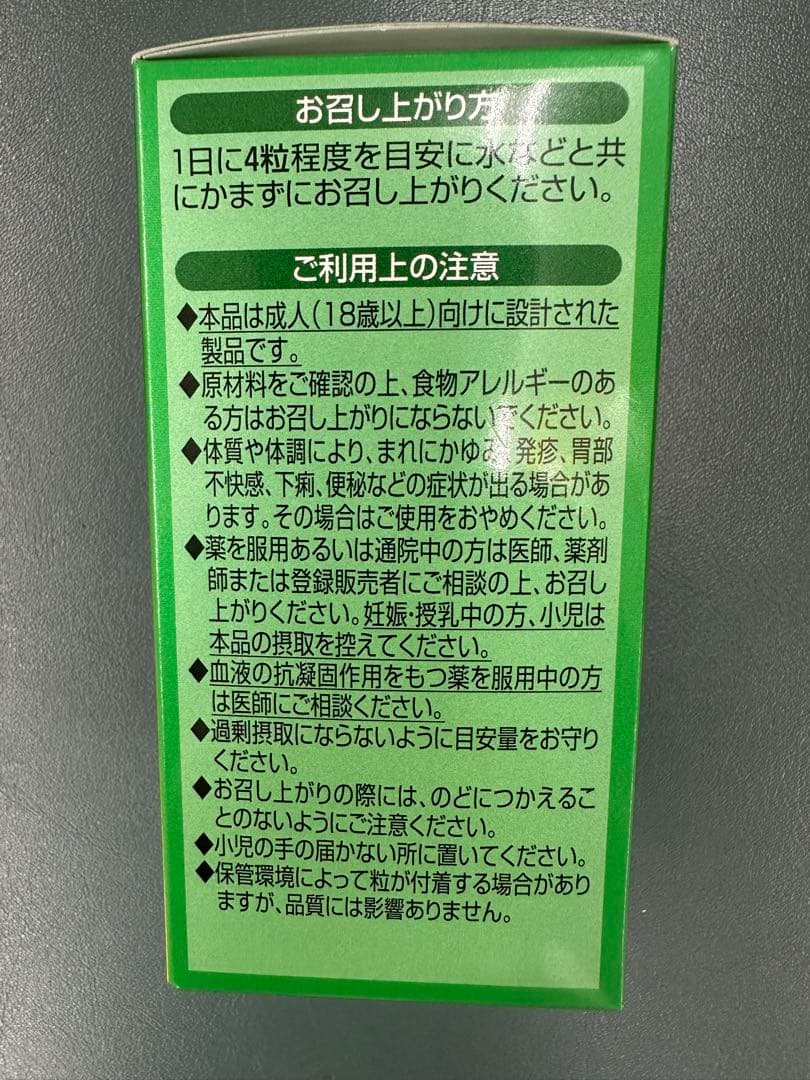 お召し上がり方
1日に4粒程度を目安に水などと共
にかまずにお召し上がりください。
ご利用上の注意
◆本品は成人(18歳以上)向けに設計された
製品です。
◆原材料をご確認の上、食物アレルギーのあ
る方はお召し上がりにならないでください。
◆体質や体調により、まれにかゆみ、発疹、胃部
不快感、下痢、便秘などの症状が出る場合があ
ります。その場合はご使用をおやめください。
◆薬を服用あるいは通院中の方は医師、薬剤
師または登録販売者にご相談の上、お召し
上がりください。妊娠・授乳中の方、小児は
本品の摂取を控えてください。
◆血液の抗凝固作用をもつ薬を服用中の方
は医師にご相談ください。
◆過剰摂取にならないように目安量をお守り
ください。
◆お召し上がりの際には、のどにつかえるこ
とのないようにご注意ください。
◆小児の手の届かない所に置いてください。
◆保管環境によって粒が付着する場合があり
ますが、品質には影響ありません。